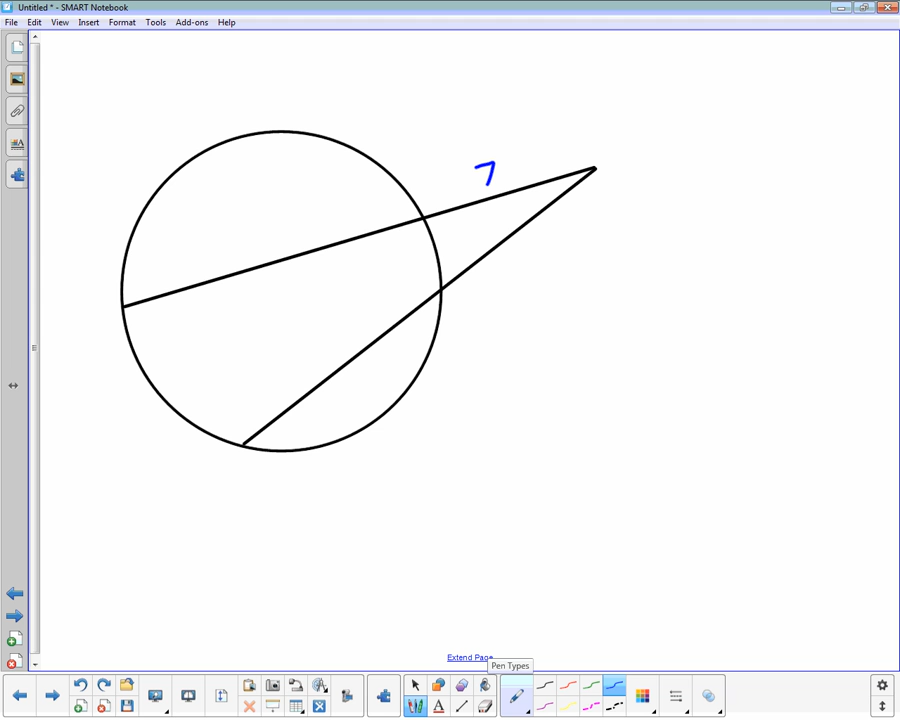 Untitled * - SMART Notebook
File Edit View Insert Format Tools Add-ons Help
7
Extend Page
Pen Types